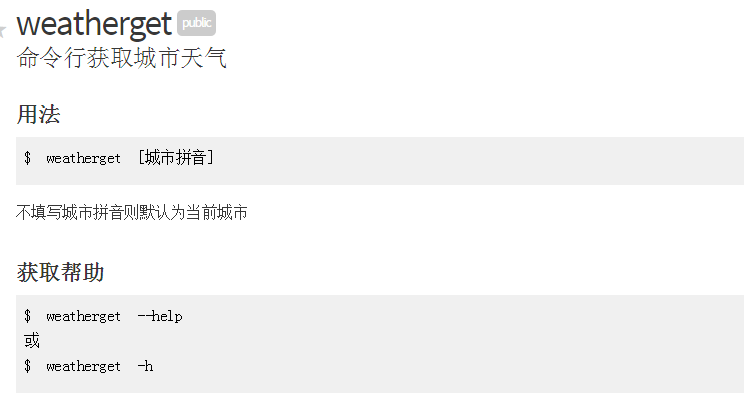 weatherget public
命令行获取城市天气
用法
$ weatherget [城市拼音]
不填写城市拼音则默认为当前城市
获取帮助
$ weatherget --help
或
$ weatherget -h